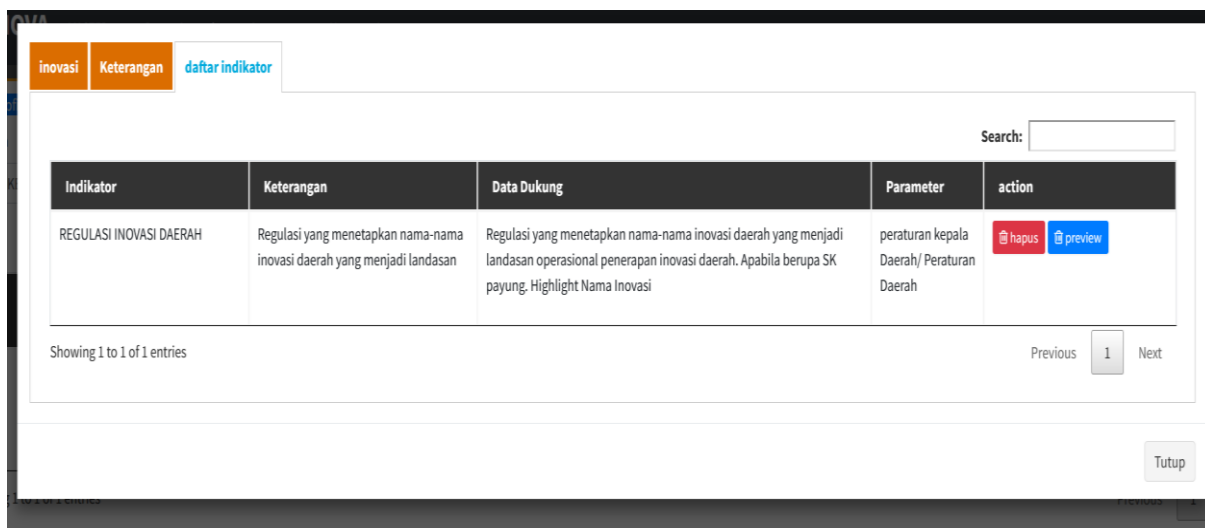 inovasi Keterangan daftar indikator
Search:
Indikator Keterangan Data Dukung Parameter action
REGULASI INOVASI DAERAH
Regulasi yang menetapkan nama-nama
inovasi daerah yang menjadi landasan
Regulasi yang menetapkan nama-nama inovasi daerah yang menjadi
landasan operasional penerapan inovasi daerah. Apabila berupa SK
payung. Highlight Nama Inovasi
peraturan kepala
Daerah/ Peraturan
Daerah
hapus preview
Showing 1 to 1 of 1 entries
Previous 1 Next
Tutup